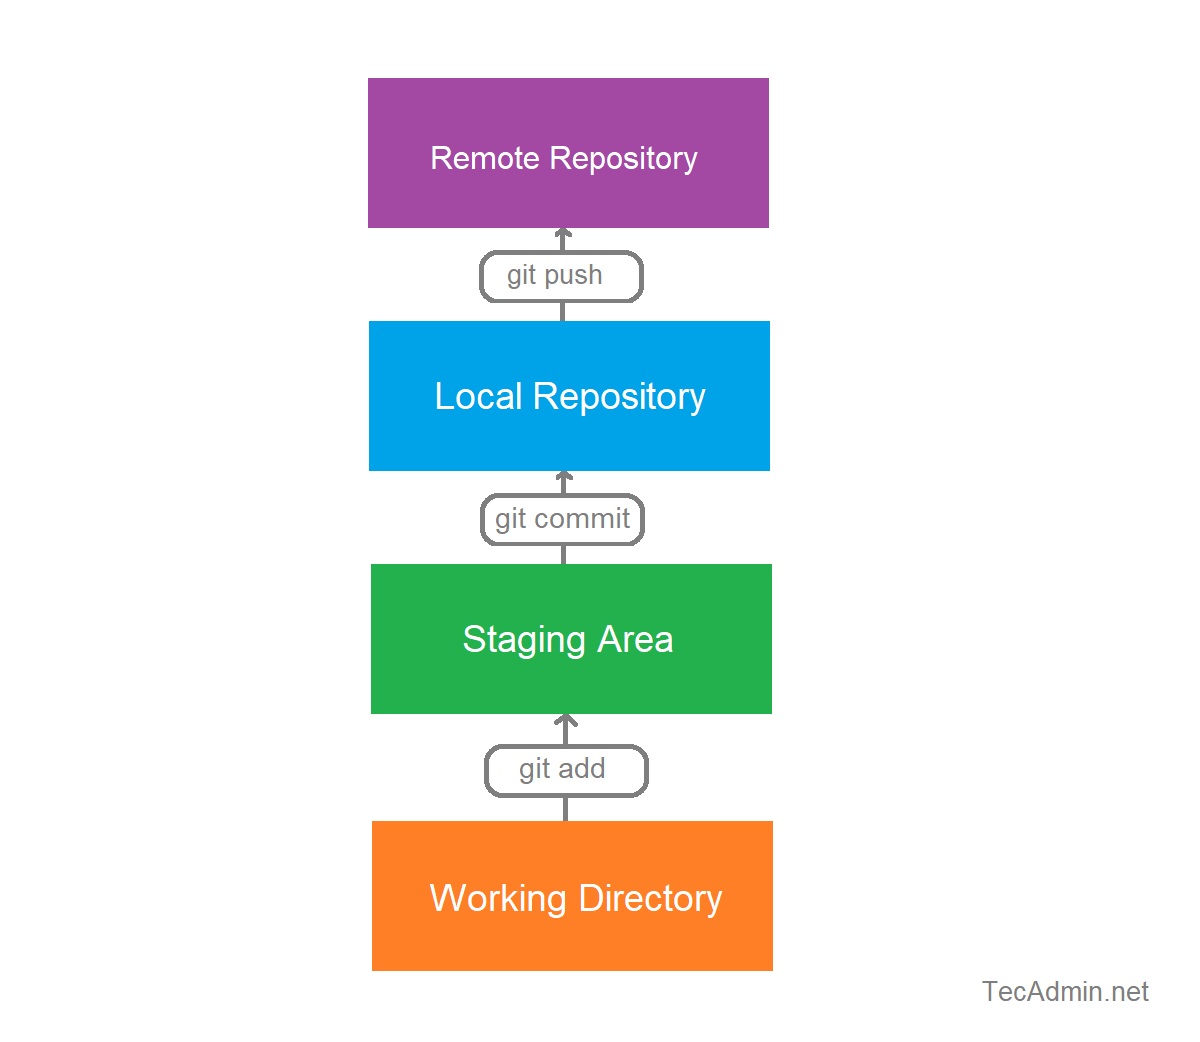 Remote Repository
git push
Local Repository
git commit
Staging Area
git add
Working Directory
TecAdmin.net